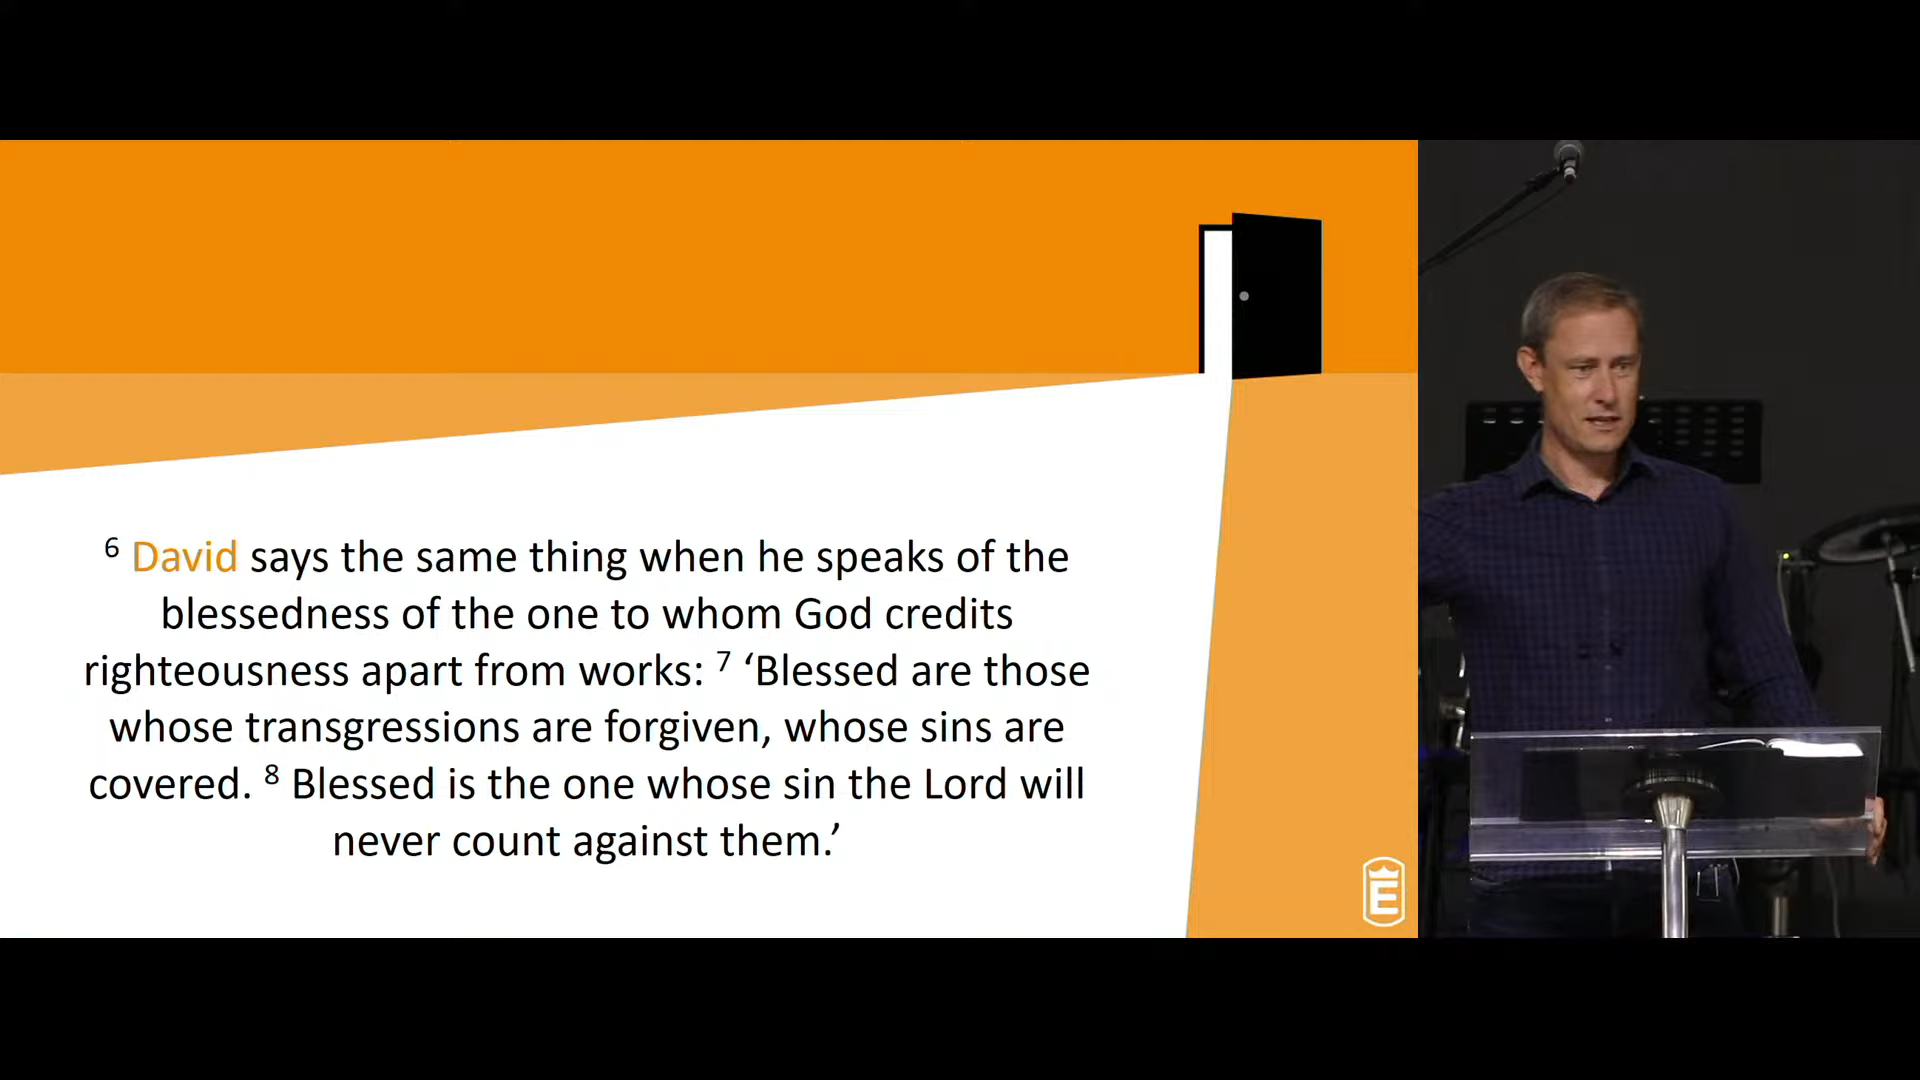 ⁶ David says the same thing when he speaks of the
blessedness of the one to whom God credits
righteousness apart from works: ⁷ ‘Blessed are those
whose transgressions are forgiven, whose sins are
covered. ⁸ Blessed is the one whose sin the Lord will
never count against them.’
E